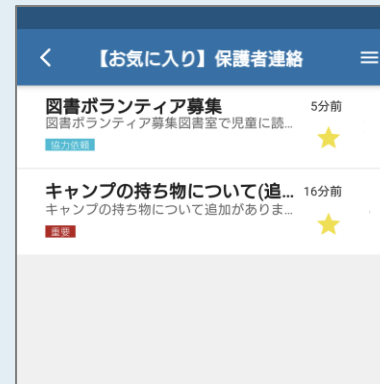 【お気に入り】保護者連絡
図書ボランティア募集 5分前
図書ボランティア募集図書室で児童に読…
協力依頼
キャンプの持ち物について(追… 16分前
キャンプの持ち物について追加がありま…
重要